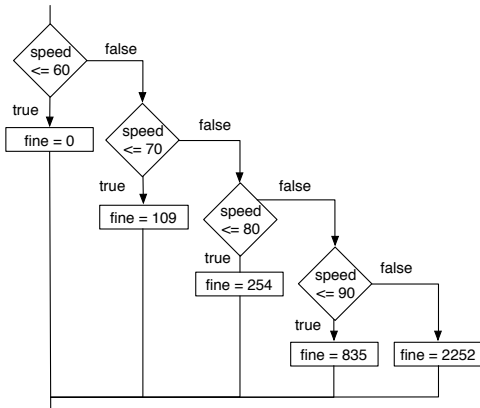 speed
<= 60
false
true
fine = 0
speed
<= 70
false
true
fine = 109
speed
<= 80
false
true
fine = 254
speed
<= 90
false
true
fine = 835
fine = 2252